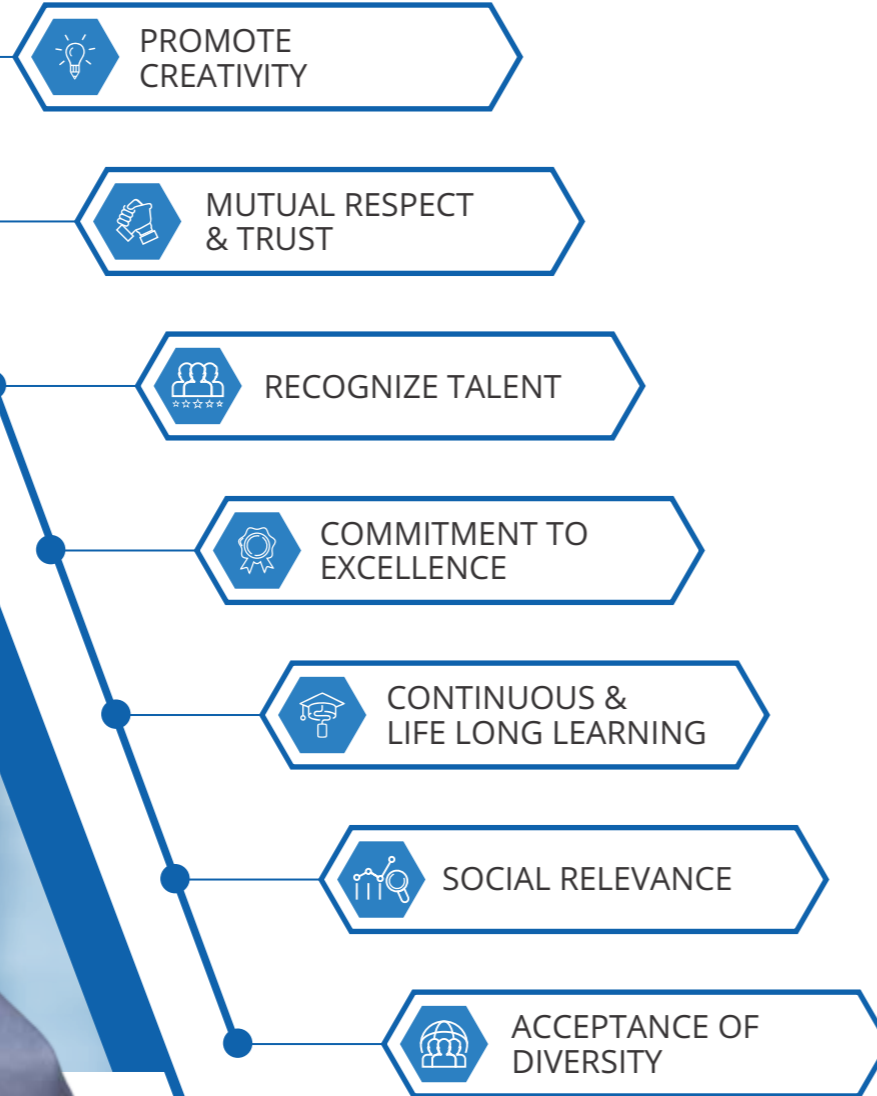 PROMOTE
CREATIVITY
MUTUAL RESPECT
& TRUST
RECOGNIZE TALENT
COMMITMENT TO
EXCELLENCE
CONTINUOUS &
LIFE LONG LEARNING
SOCIAL RELEVANCE
ACCEPTANCE OF
DIVERSITY